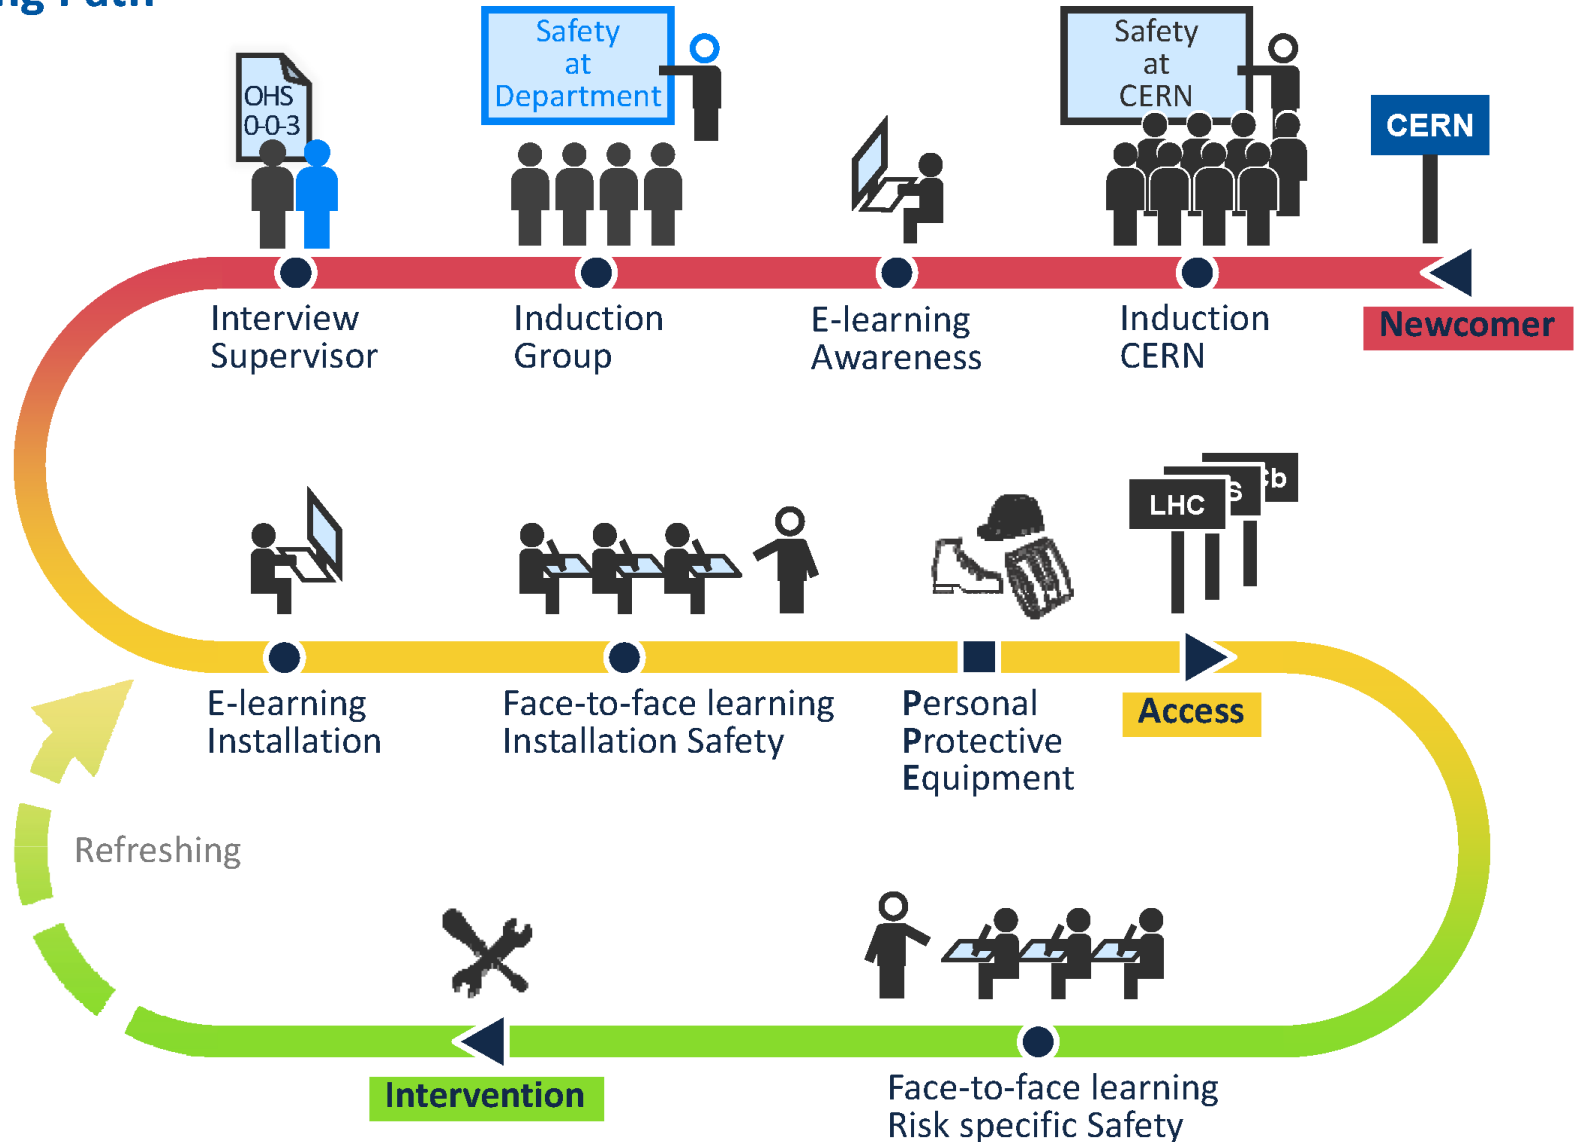 OHS
0-0-3
Safety
at
Department
Safety
at
CERN
CERN
Interview
Supervisor
Induction
Group
E-learning
Awareness
Induction
CERN
Newcomer
LHC
S
b
E-learning
Installation
Face-to-face learning
Installation Safety
Personal
Protective
Equipment
Access
Refreshing
Intervention
Face-to-face learning
Risk specific Safety